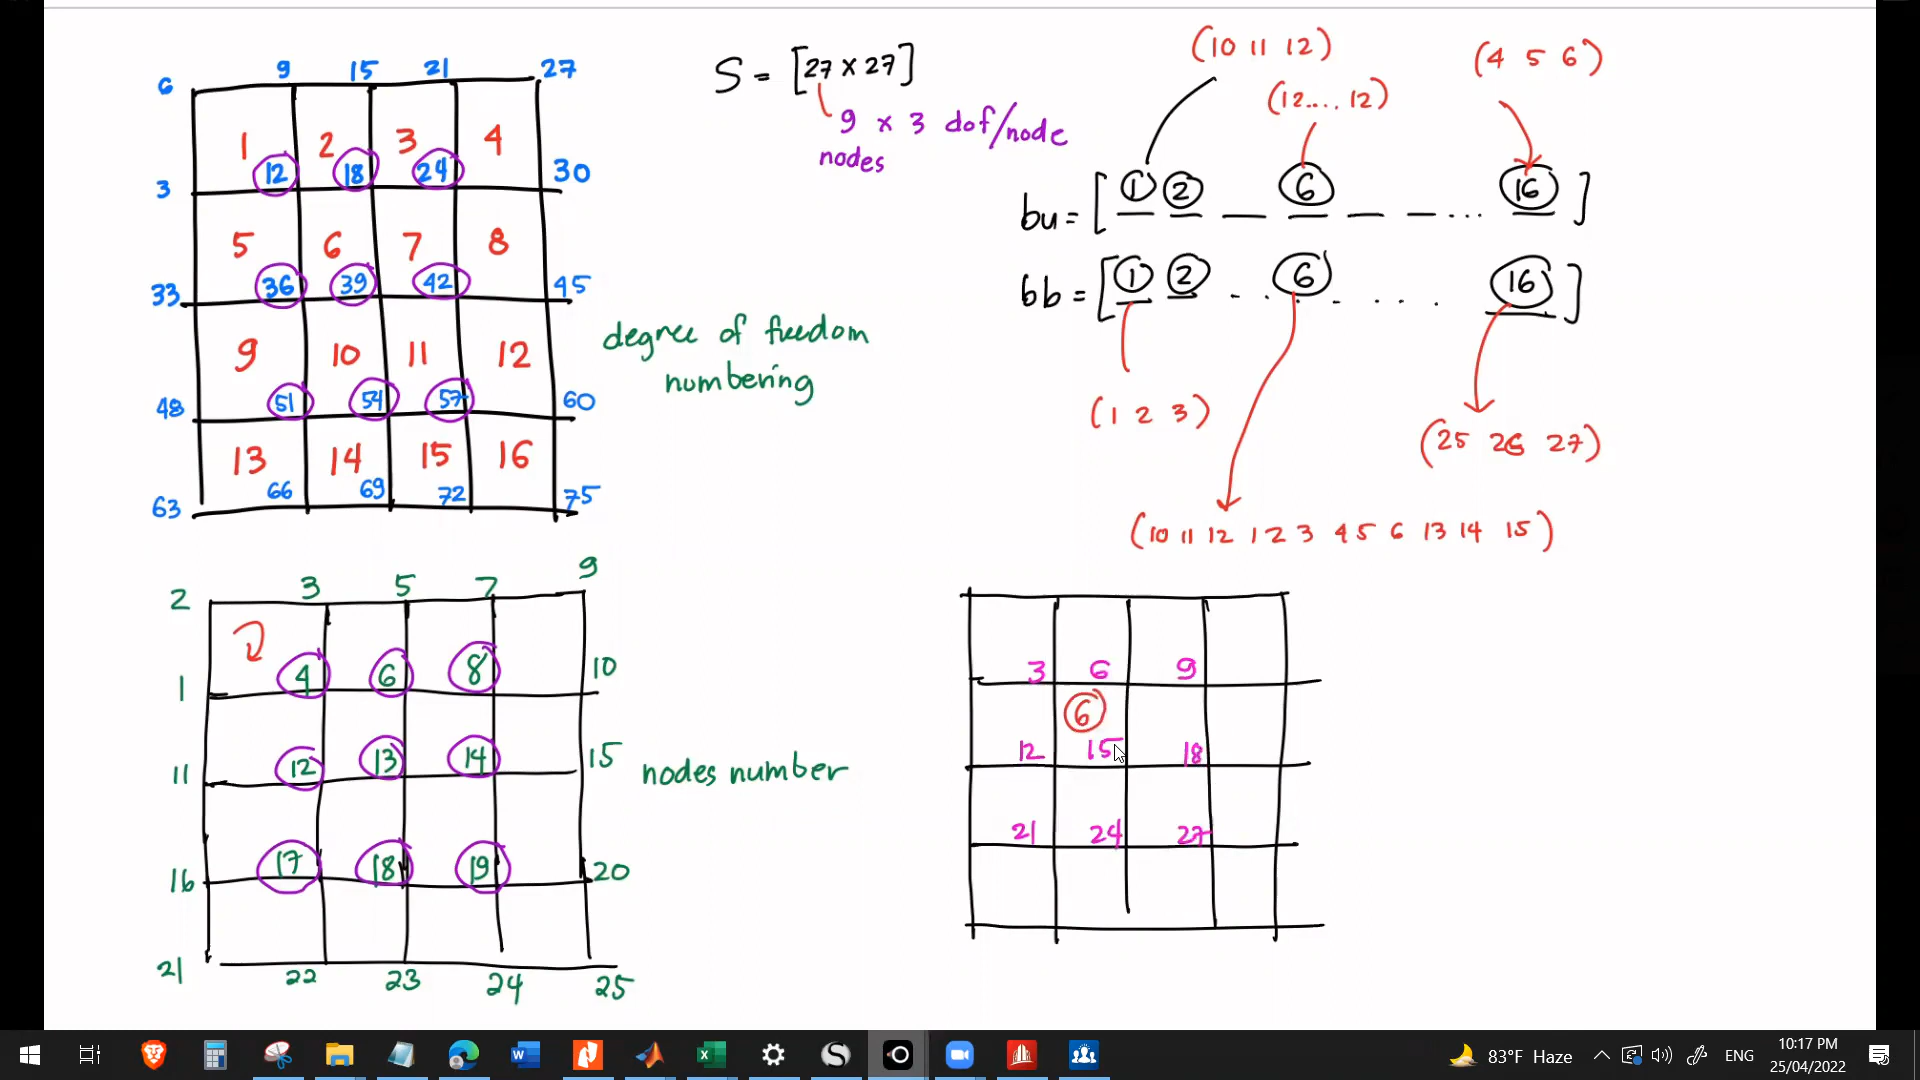 6 9 15 21 27
1 2 3 4
12 18 24 30
3
5 6 7 8
33 36 39 42 45
9 10 11 12
48 51 54 57 60
13 14 15 16
63 66 69 72 75
degree of freedom
numbering
S = [27 x 27]
9 x 3 dof/node
nodes
(10 11 12)
(4 5 6)
(12.... 12)
bu = [ 1 2 6 ... 16 ]
bb = [ 1 2 . . 6 . . . . . 16 ]
(1 2 3)
(25 26 27)
(10 11 12 1 2 3 4 5 6 13 14 15)
2 3 5 7 9
1 4 6 8 10
11 12 13 14 15
16 17 18 19 20
21 22 23 24 25
nodes number
3 6 9
6
12 15 18
21 24 27
83°F Haze
ENG
10:17 PM
25/04/2022